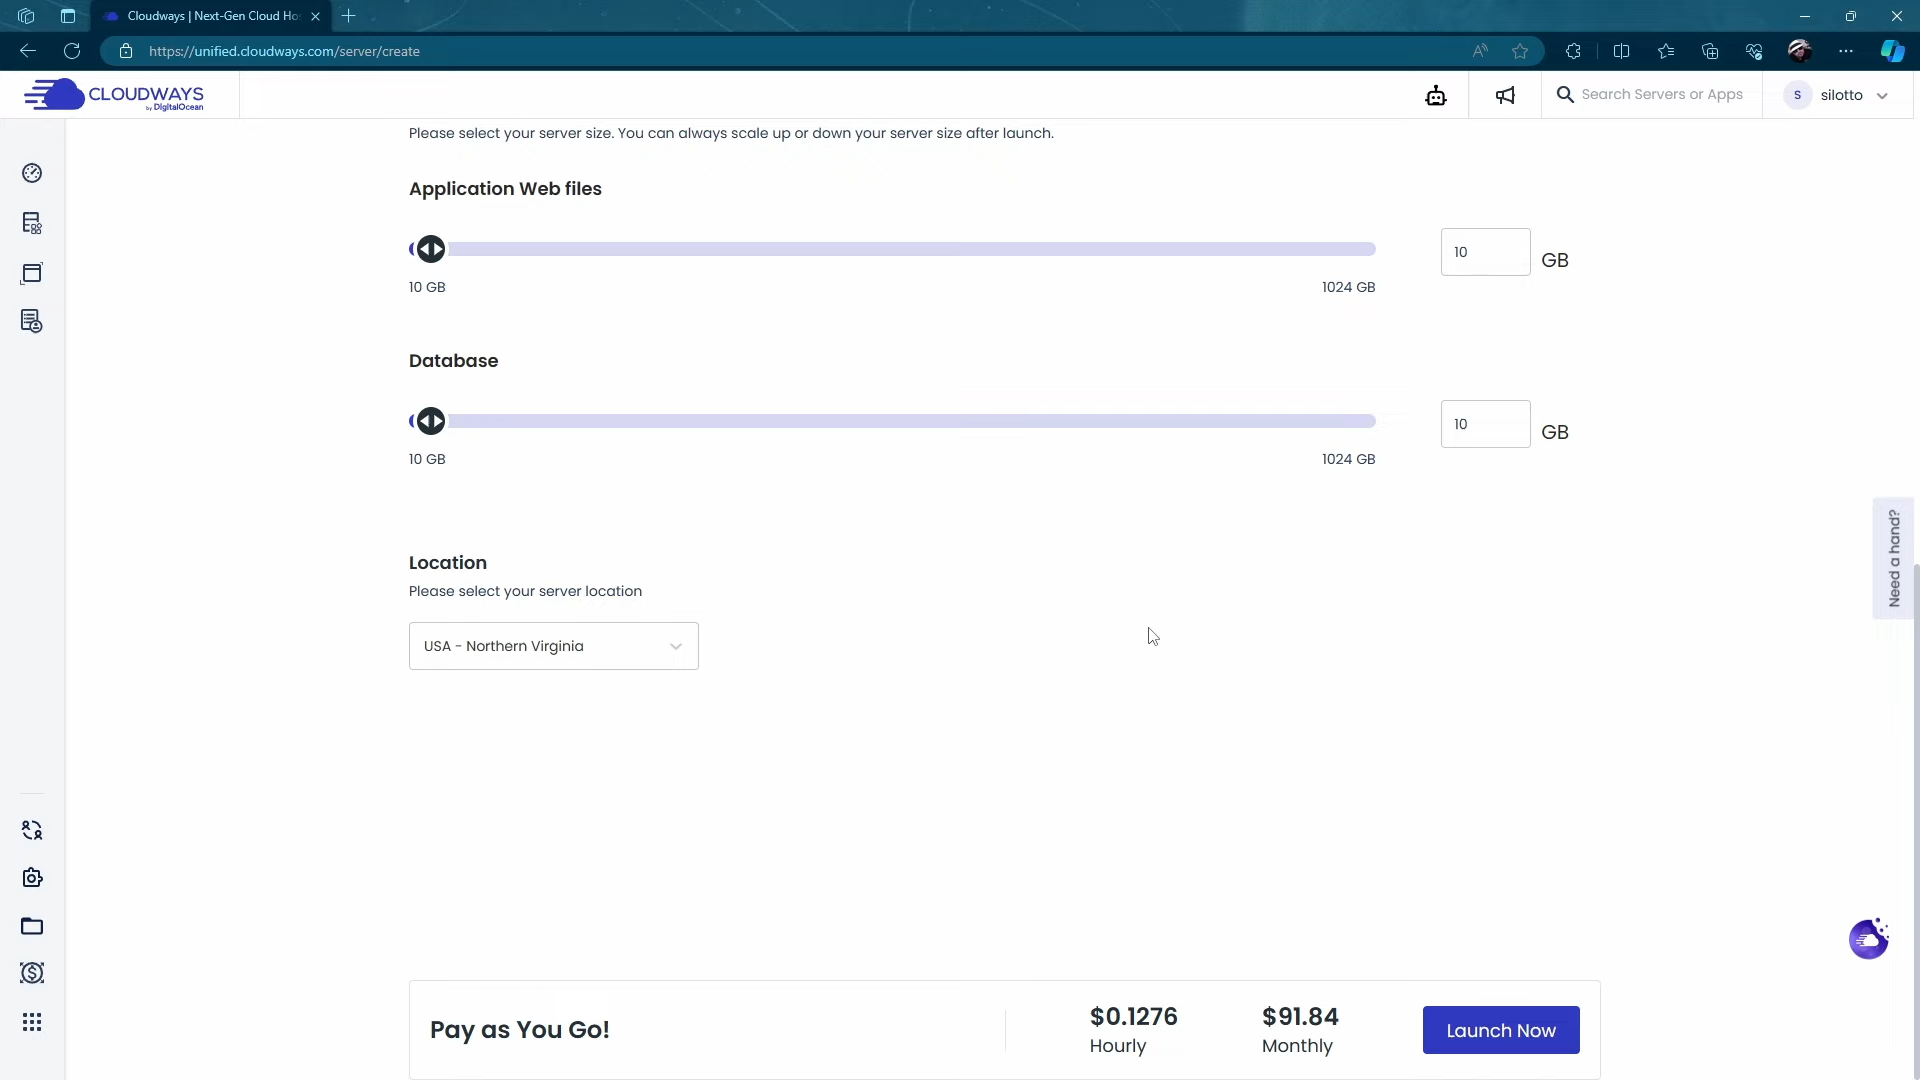 Cloudways | Next-Gen Cloud Ho
https://unified.cloudways.com/server/create
CLOUDWAYS
by DigitalOcean
Search Servers or Apps
S
silotto
Please select your server size. You can always scale up or down your server size after launch.
Application Web files
10
GB
10 GB
1024 GB
Database
10
GB
10 GB
1024 GB
Need a hand?
Location
Please select your server location
USA - Northern Virginia
Pay as You Go!
$0.1276
Hourly
$91.84
Monthly
Launch Now